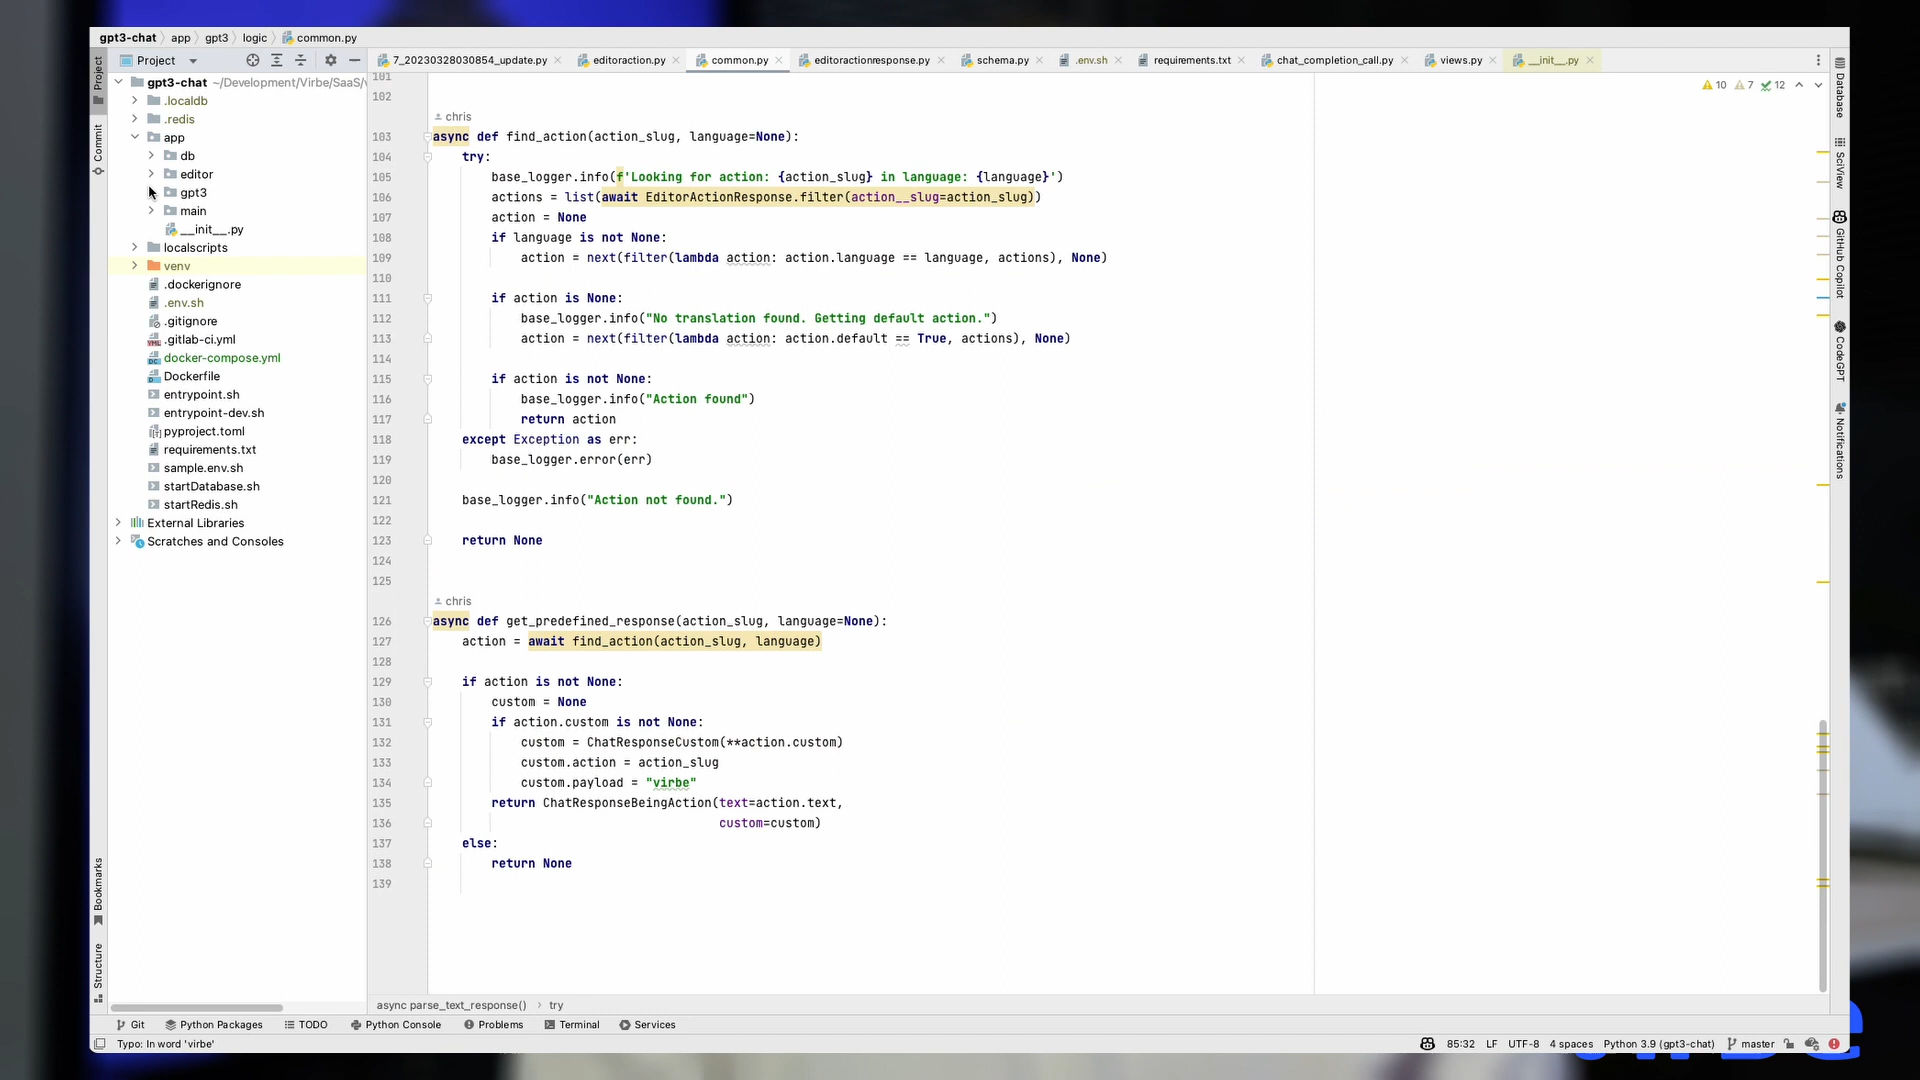 gpt3-chat app gpt3 logic common.py
Project
7_20230328030854_update.py editoraction.py common.py editoractionresponse.py schema.py .env.sh requirements.txt chat_completion_call.py views.py __init__.py
gpt3-chat ~/Development/Virbe/SaaS/
.localdb
.redis
app
db
editor
gpt3
main
__init__.py
localscripts
venv
.dockerignore
.env.sh
.gitignore
.gitlab-ci.yml
docker-compose.yml
Dockerfile
entrypoint.sh
entrypoint-dev.sh
pyproject.toml
requirements.txt
sample.env.sh
startDatabase.sh
startRedis.sh
External Libraries
Scratches and Consoles
Project
Commit
Bookmarks
Structure
10 7 12
101
102
chris
103 async def find_action(action_slug, language=None):
104 try:
105 base_logger.info(f'Looking for action: {action_slug} in language: {language}')
106 actions = list(await EditorActionResponse.filter(action__slug=action_slug))
107 action = None
108 if language is not None:
109 action = next(filter(lambda action: action.language == language, actions), None)
110
111 if action is None:
112 base_logger.info("No translation found. Getting default action.")
113 action = next(filter(lambda action: action.default == True, actions), None)
114
115 if action is not None:
116 base_logger.info("Action found")
117 return action
118 except Exception as err:
119 base_logger.error(err)
120
121 base_logger.info("Action not found.")
122
123 return None
124
125
chris
126 async def get_predefined_response(action_slug, language=None):
127 action = await find_action(action_slug, language)
128
129 if action is not None:
130 custom = None
131 if action.custom is not None:
132 custom = ChatResponseCustom(**action.custom)
133 custom.action = action_slug
134 custom.payload = "virbe"
135 return ChatResponseBeingAction(text=action.text,
136 custom=custom)
137 else:
138 return None
139
Database
SciView
GitHub Copilot
CodeGPT
Notifications
async parse_text_response() try
Git Python Packages TODO Python Console Problems Terminal Services
Typo: In word 'virbe' 85:32 LF UTF-8 4 spaces Python 3.9 (gpt3-chat) master